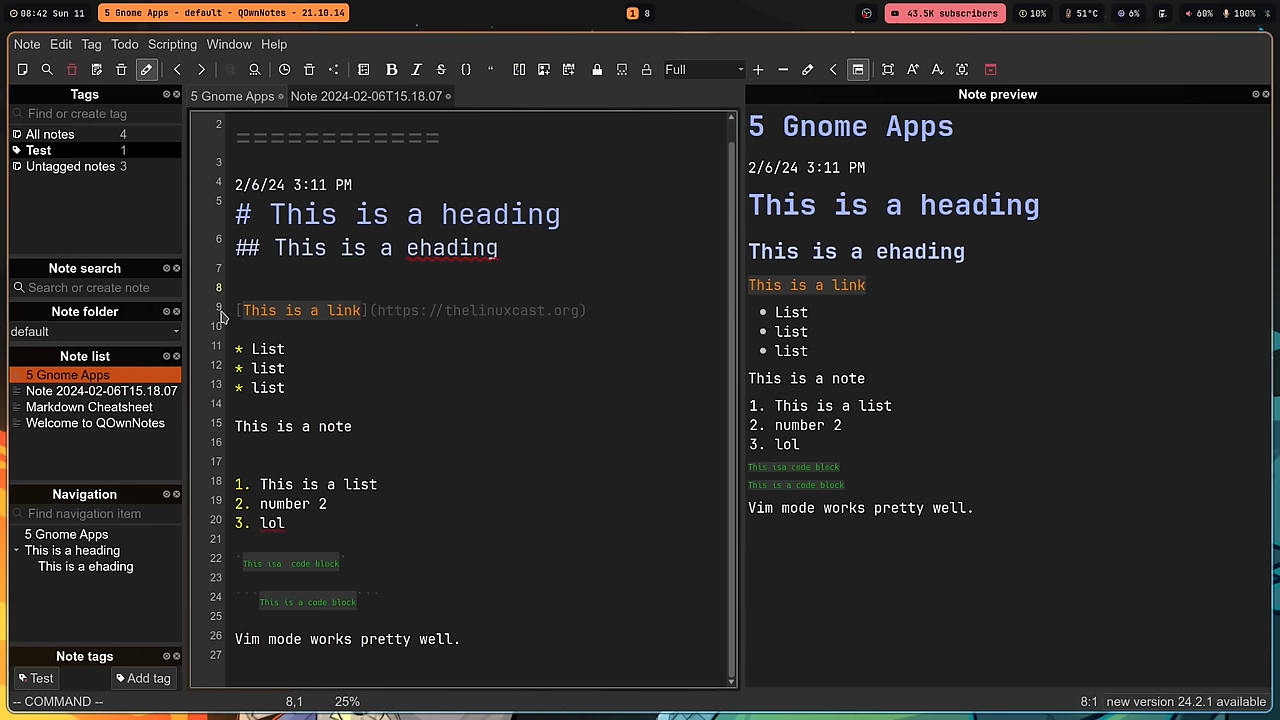 08:42 Sun 11
5 Gnome Apps - default - QOwnNotes - 21.10.14
1 8
43.5K subscribers
10%
51°C
6%
60%
100%
Note Edit Tag Todo Scripting Window Help
B I S {} “
Full
Tags
Find or create tag
All notes 4
Test 1
Untagged notes 3
Note search
Search or create note
Note folder
default
Note list
5 Gnome Apps
Note 2024-02-06T15.18.07
Markdown Cheatsheet
Welcome to QOwnNotes
Navigation
Find navigation item
5 Gnome Apps
This is a heading
This is a ehading
Note tags
Test
Add tag
5 Gnome Apps
Note 2024-02-06T15.18.07
2 ============
3
4 2/6/24 3:11 PM
5 # This is a heading
6 ## This is a ehading
7
8
9 [This is a link](https://thelinuxcast.org)
10
11 * List
12 * list
13 * list
14
15 This is a note
16
17
18 1. This is a list
19 2. number 2
20 3. lol
21
22 `This isa  code block`
23
24 ```This is a code block```
25
26 Vim mode works pretty well.
27
Note preview
5 Gnome Apps
2/6/24 3:11 PM
This is a heading
This is a ehading
This is a link
• List
• list
• list
This is a note
1. This is a list
2. number 2
3. lol
This isa code block
This is a code block
Vim mode works pretty well.
-- COMMAND --
8,1
25%
8:1
new version 24.2.1 available